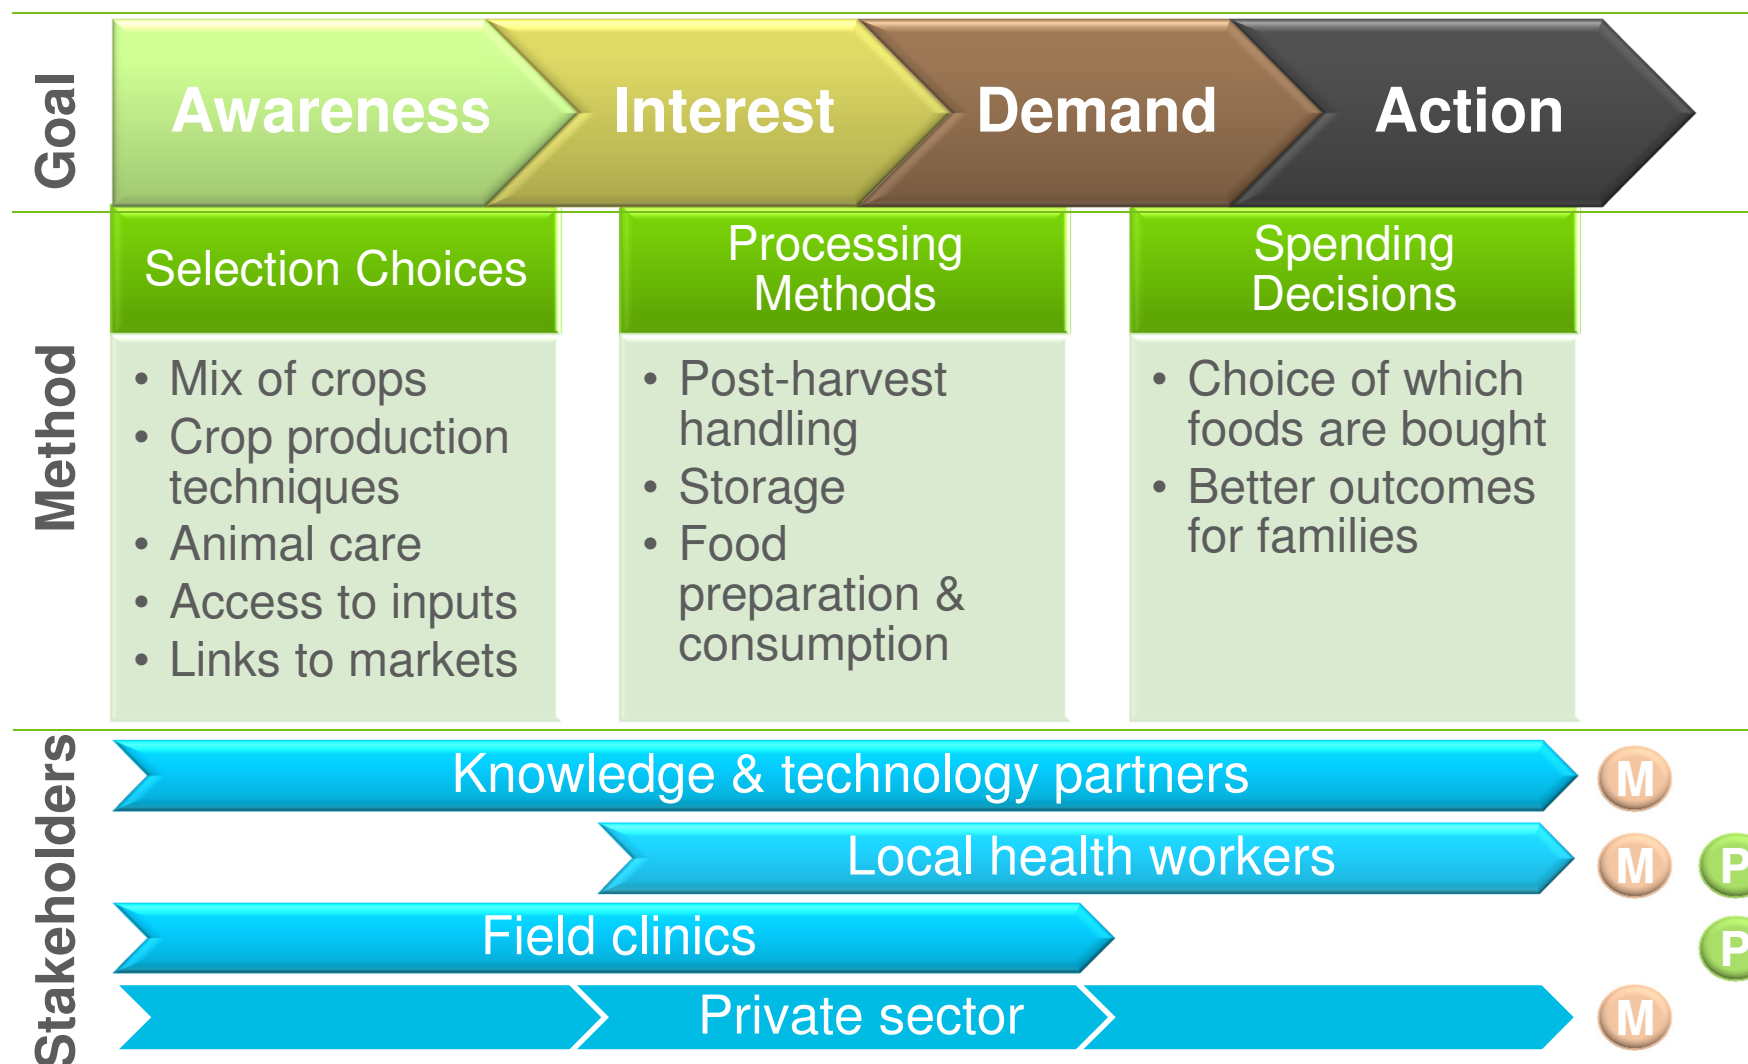 Goal
Awareness
Interest
Demand
Action
Method
Selection Choices
• Mix of crops
• Crop production
techniques
• Animal care
• Access to inputs
• Links to markets
Processing
Methods
• Post-harvest
handling
• Storage
• Food
preparation &
consumption
Spending
Decisions
• Choice of which
foods are bought
• Better outcomes
for families
Stakeholders
Knowledge & technology partners
M
Local health workers
M
P
Field clinics
P
Private sector
M